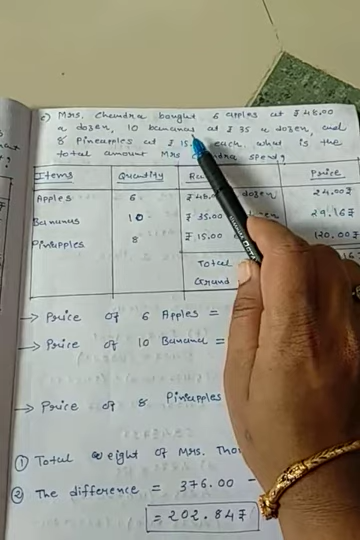 c) Mrs. Chandra bought 6 apples at ₹ 48.00
a dozen, 10 bananas at ₹ 35 a dozen, and
8 Pineapples at ₹ 15. each, what is the
total amount Mrs spend?
Items Quantity Price
Apples 6 dozen 24.00₹
Bananas 10 ₹ 35.00 29.16₹
Pineapples 8 ₹ 15.00 120.00₹
Total
Grand
→ Price of 6 Apples =
→ Price of 10 Banana =
→ Price of 8 Pineapples
① Total weight of Mrs.
② The difference = 376.00 -
= 202.84₹